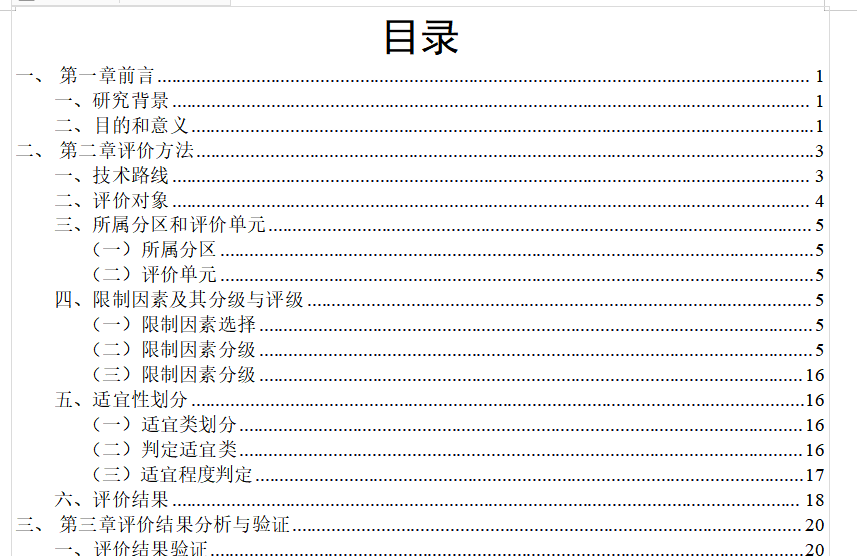 目录
一、 第一章前言 1
一、研究背景 1
二、目的和意义 1
二、 第二章评价方法 3
一、技术路线 3
二、评价对象 4
三、所属分区和评价单元 5
（一）所属分区 5
（二）评价单元 5
四、限制因素及其分级与评级 5
（一）限制因素选择 5
（二）限制因素分级 5
（三）限制因素分级 16
五、适宜性划分 16
（一）适宜类划分 16
（二）判定适宜类 16
（三）适宜程度判定 17
六、评价结果 18
三、 第三章评价结果分析与验证 20
一、评价结果验证 20